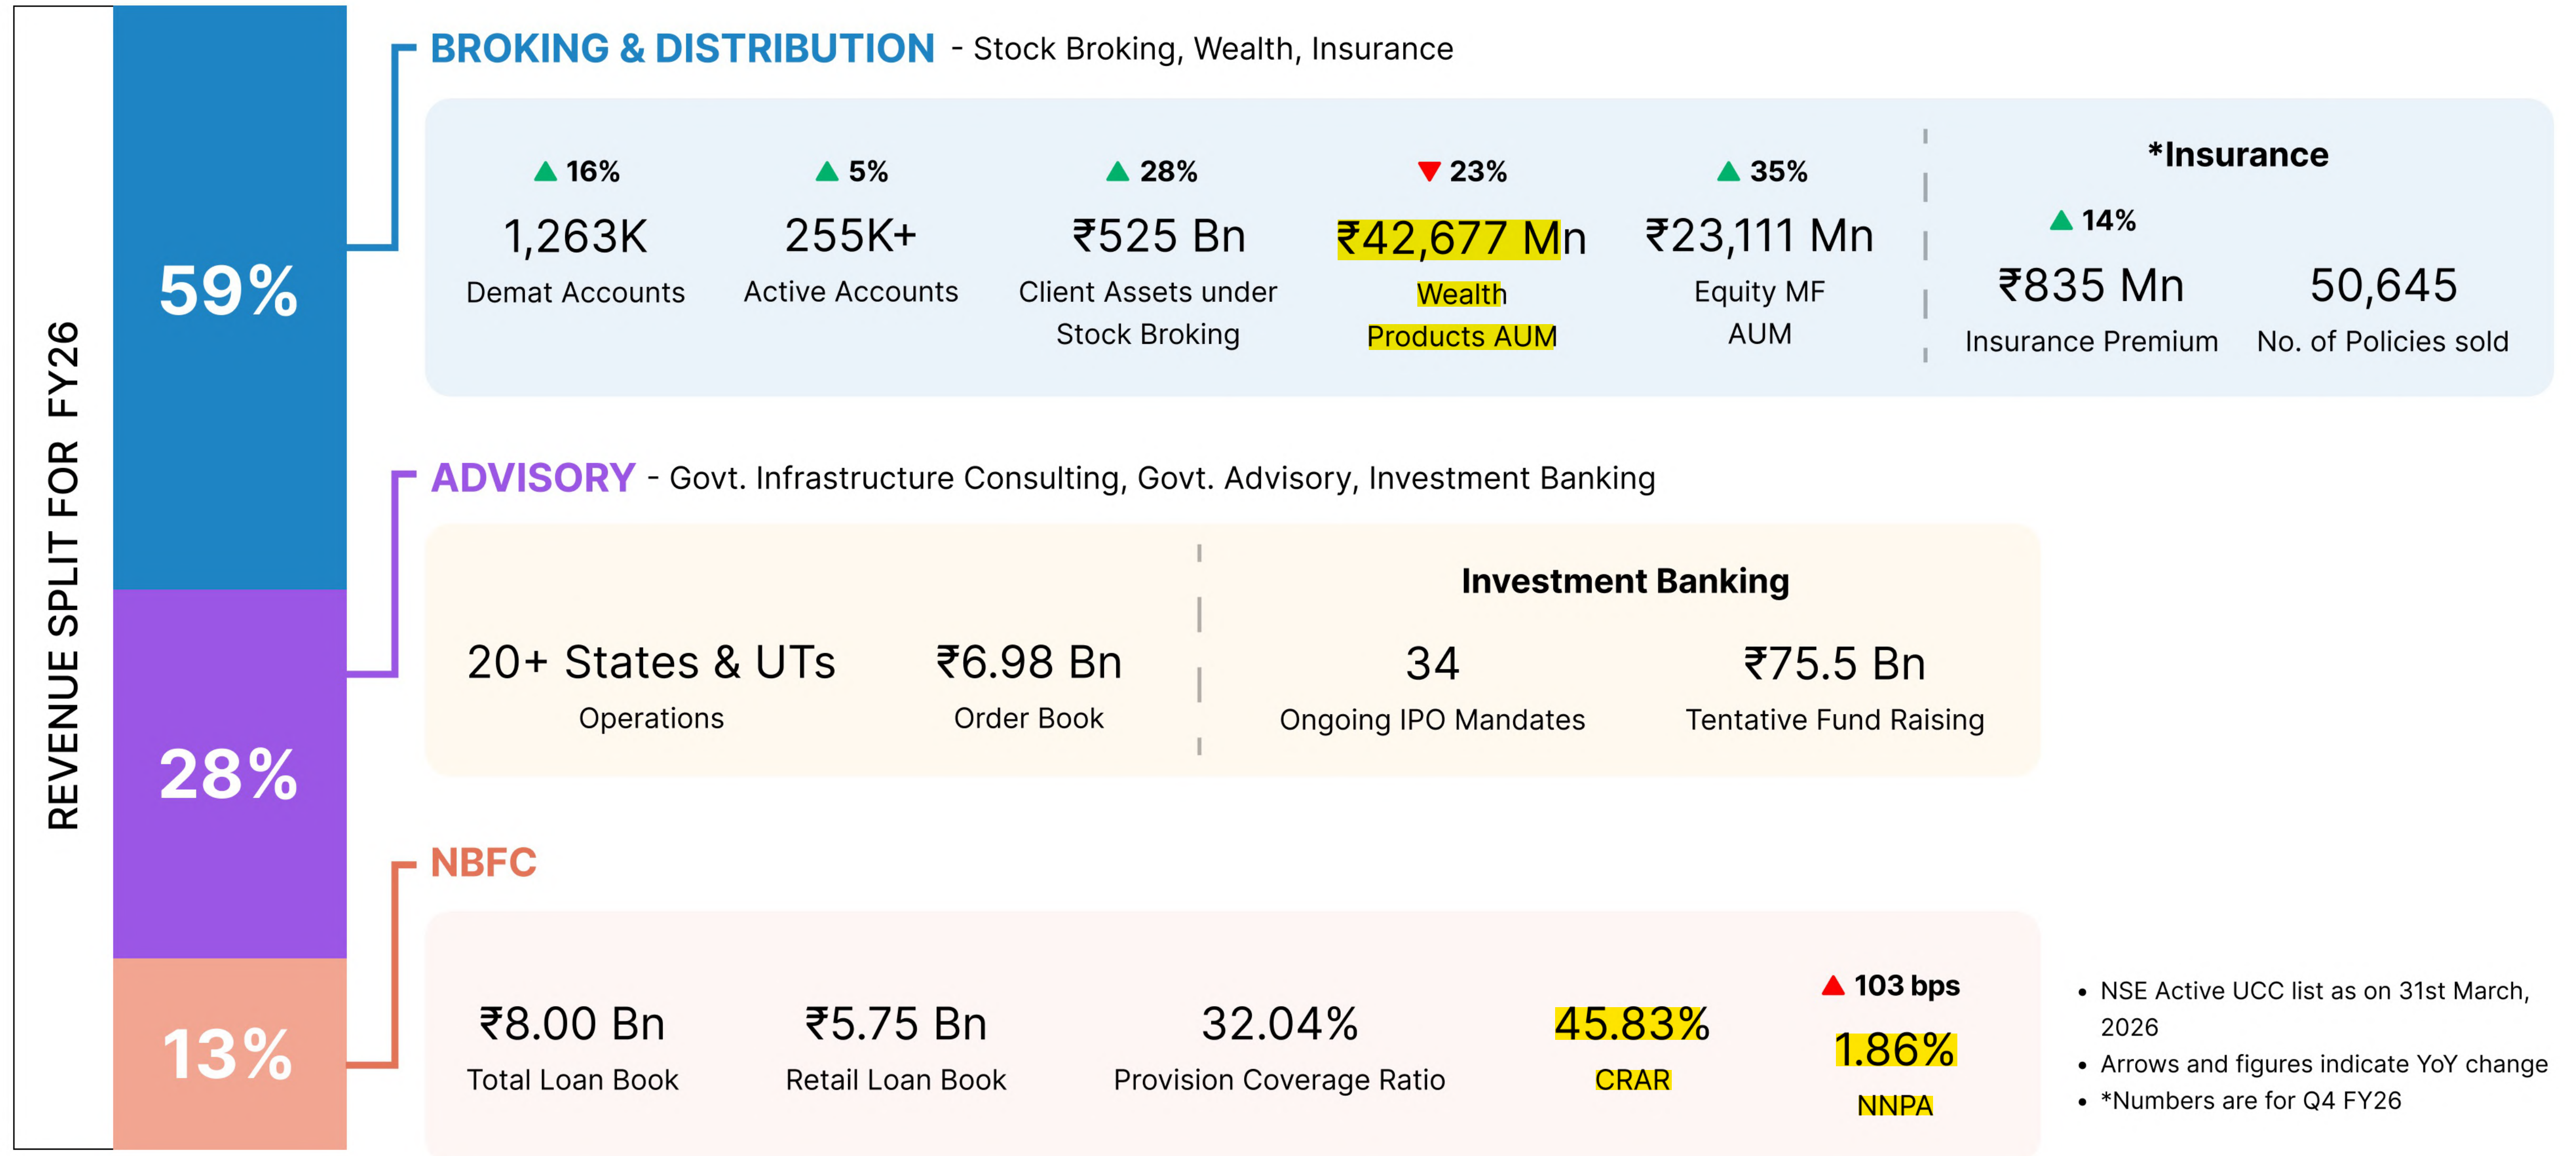 REVENUE SPLIT FOR FY26
59%
BROKING & DISTRIBUTION - Stock Broking, Wealth, Insurance
16%
1,263K
Demat Accounts
5%
255K+
Active Accounts
28%
₹525 Bn
Client Assets under
Stock Broking
23%
₹42,677 Mn
Wealth
Products AUM
35%
₹23,111 Mn
Equity MF
AUM
*Insurance
14%
₹835 Mn
Insurance Premium
50,645
No. of Policies sold
28%
ADVISORY - Govt. Infrastructure Consulting, Govt. Advisory, Investment Banking
20+ States & UTs
Operations
₹6.98 Bn
Order Book
Investment Banking
34
Ongoing IPO Mandates
₹75.5 Bn
Tentative Fund Raising
13%
NBFC
₹8.00 Bn
Total Loan Book
₹5.75 Bn
Retail Loan Book
32.04%
Provision Coverage Ratio
45.83%
CRAR
103 bps
1.86%
NNPA
• NSE Active UCC list as on 31st March,
2026
• Arrows and figures indicate YoY change
• *Numbers are for Q4 FY26